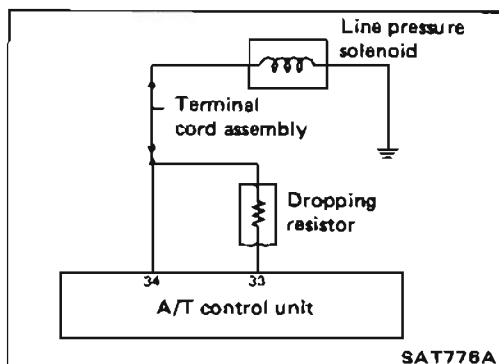 Line pressure
solenoid
Terminal
cord assembly
Dropping
resistor
34
33
A/T control unit
SAT776A